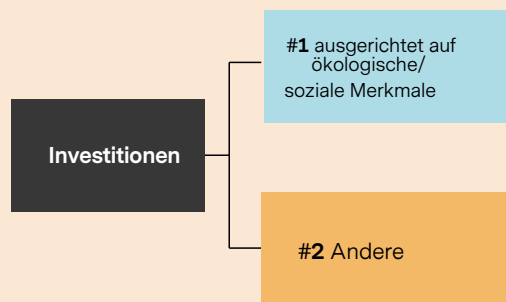 #1 ausgerichtet auf
ökologische/
soziale Merkmale
Investitionen
#2 Andere